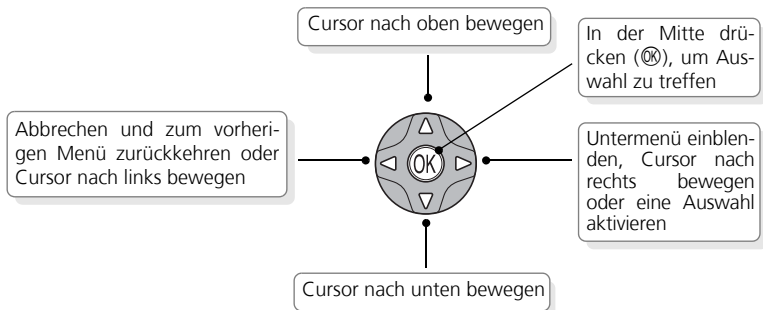 Cursor nach oben bewegen
In der Mitte drü-
cken (OK), um Aus-
wahl zu treffen
Abbrechen und zum vorheri-
gen Menü zurückkehren oder
Cursor nach links bewegen
OK
Untermenü einblen-
den, Cursor nach
rechts bewegen
oder eine Auswahl
aktivieren
Cursor nach unten bewegen